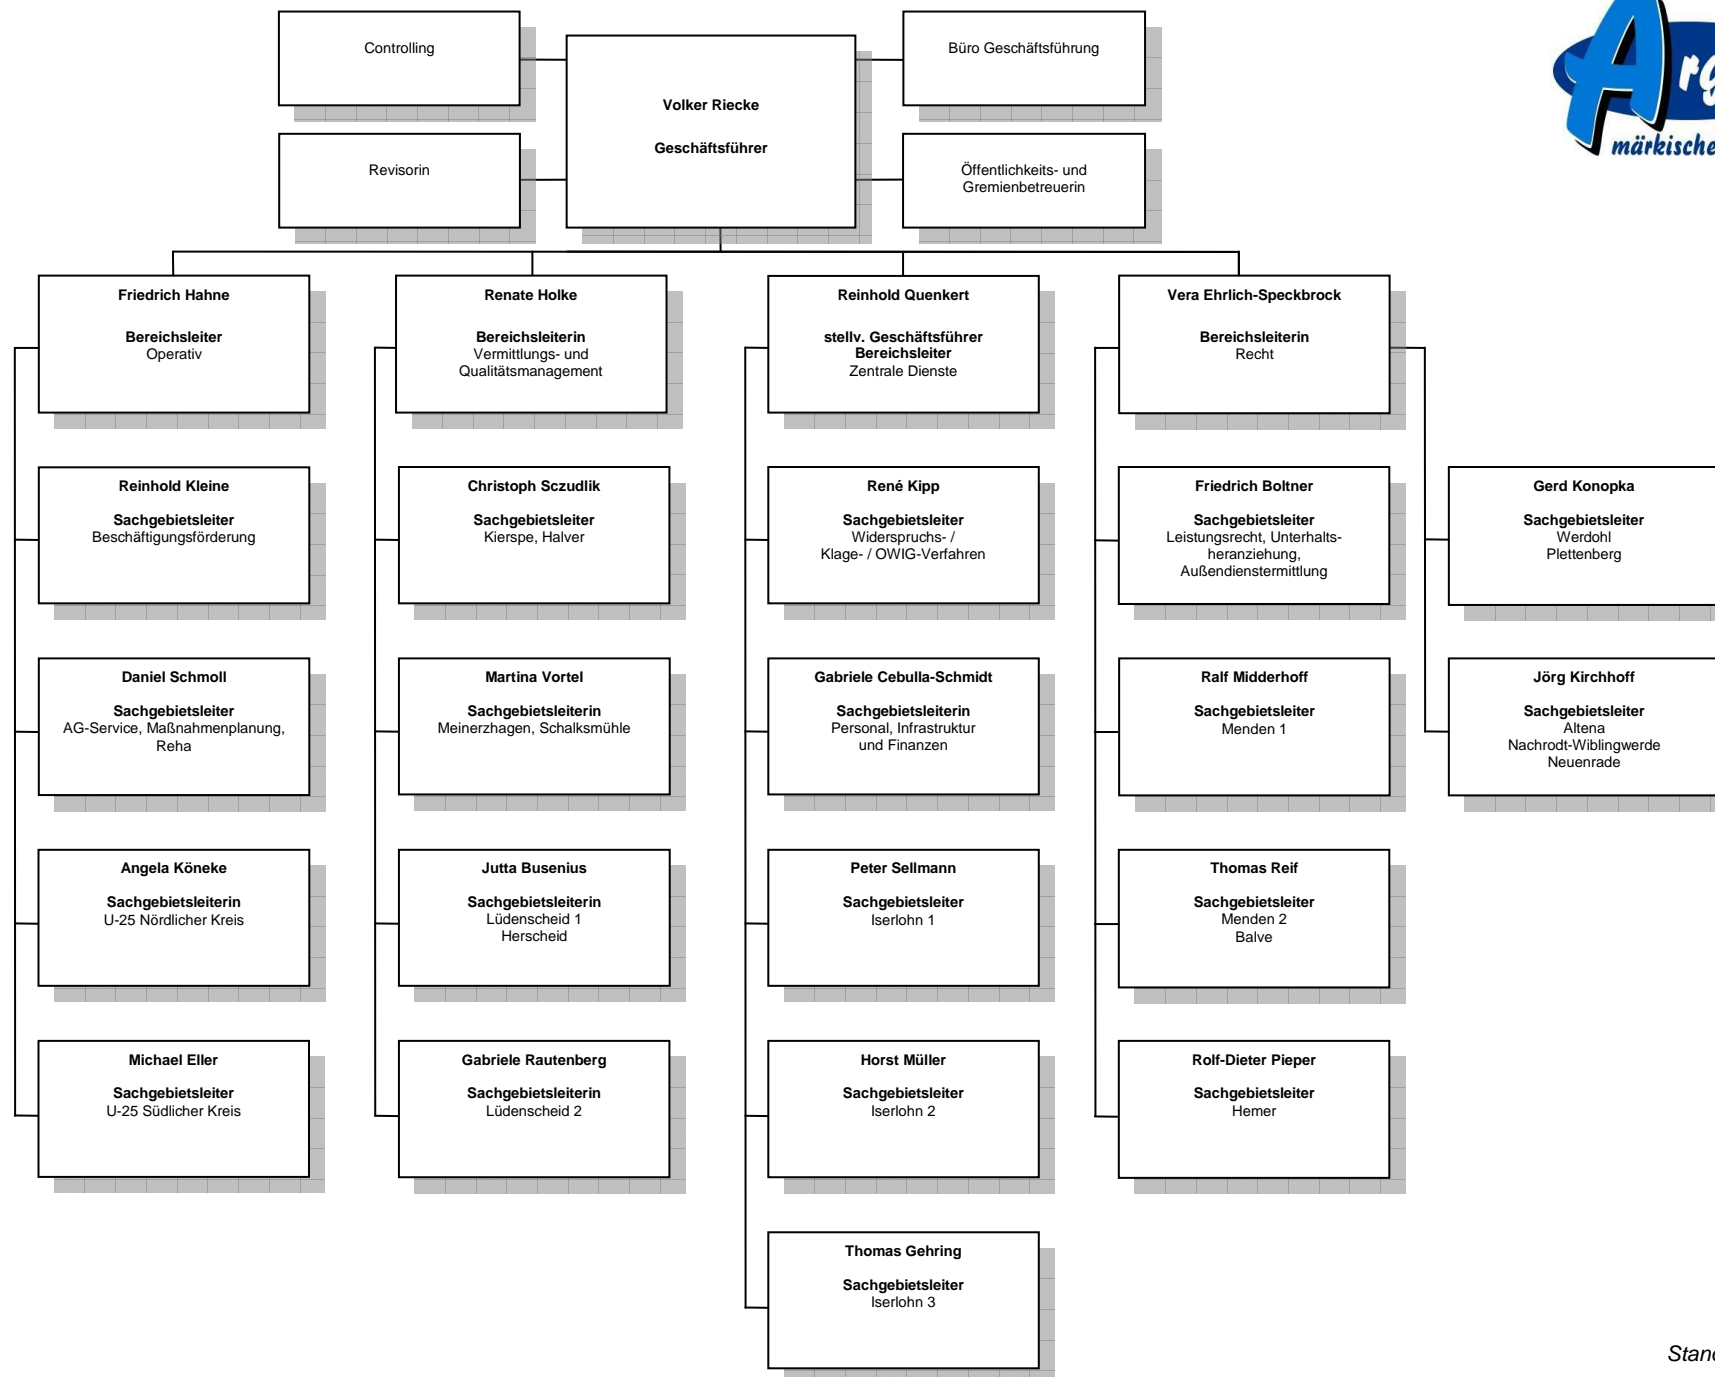 Controlling
Volker Riecke
Geschäftsführer
Büro Geschäftsführung
Revisorin
Öffentlichkeits- und
Gremienbetreuerin
märkische
Friedrich Hahne
Bereichsleiter
Operativ
Renate Holke
Bereichsleiterin
Vermittlungs- und
Qualitätsmanagement
Reinhold Quenkert
stellv. Geschäftsführer
Bereichsleiter
Zentrale Dienste
Vera Ehrlich-Speckbrock
Bereichsleiterin
Recht
Reinhold Kleine
Sachgebietsleiter
Beschäftigungsförderung
Christoph Sczudlik
Sachgebietsleiter
Kierspe, Halver
René Kipp
Sachgebietsleiter
Widerspruchs- /
Klage- / OWIG-Verfahren
Friedrich Boltner
Sachgebietsleiter
Leistungsrecht, Unterhalts-
heranziehung,
Außendienstermittlung
Gerd Konopka
Sachgebietsleiter
Werdohl
Plettenberg
Daniel Schmoll
Sachgebietsleiter
AG-Service, Maßnahmenplanung,
Reha
Martina Vortel
Sachgebietsleiterin
Meinerzhagen, Schalksmühle
Gabriele Cebulla-Schmidt
Sachgebietsleiterin
Personal, Infrastruktur
und Finanzen
Ralf Midderhoff
Sachgebietsleiter
Menden 1
Jörg Kirchhoff
Sachgebietsleiter
Altena
Nachrodt-Wiblingwerde
Neuenrade
Angela Köneke
Sachgebietsleiterin
U-25 Nördlicher Kreis
Jutta Busenius
Sachgebietsleiterin
Lüdenscheid 1
Herscheid
Peter Sellmann
Sachgebietsleiter
Iserlohn 1
Thomas Reif
Sachgebietsleiter
Menden 2
Balve
Michael Eller
Sachgebietsleiter
U-25 Südlicher Kreis
Gabriele Rautenberg
Sachgebietsleiterin
Lüdenscheid 2
Horst Müller
Sachgebietsleiter
Iserlohn 2
Rolf-Dieter Pieper
Sachgebietsleiter
Hemer
Thomas Gehring
Sachgebietsleiter
Iserlohn 3